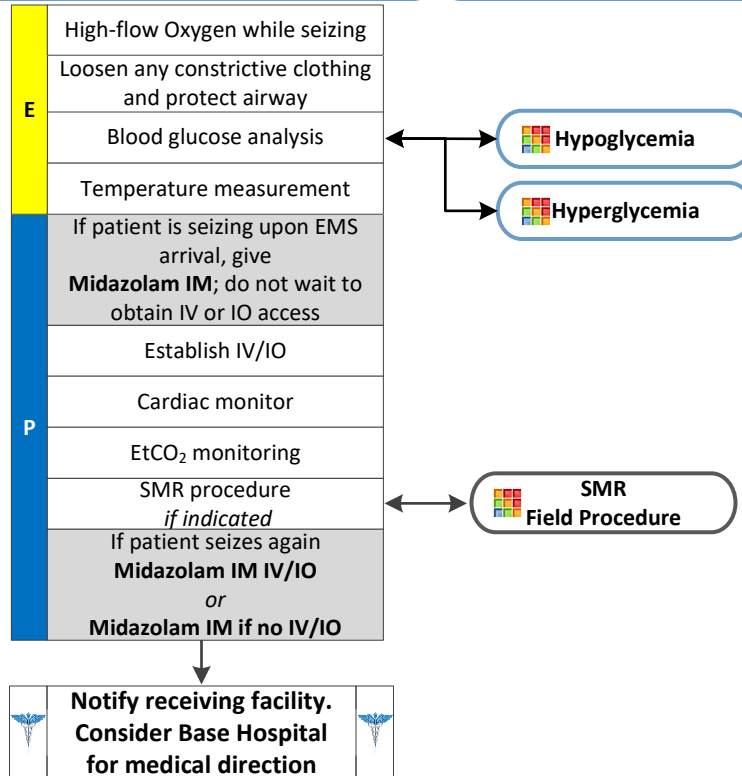 E
High-flow Oxygen while seizing
Loosen any constrictive clothing
and protect airway
Blood glucose analysis
Temperature measurement
Hypoglycemia
Hyperglycemia
P
If patient is seizing upon EMS
arrival, give
Midazolam IM; do not wait to
obtain IV or IO access
Establish IV/IO
Cardiac monitor
EtCO₂ monitoring
SMR procedure
if indicated
SMR
Field Procedure
If patient seizes again
Midazolam IM IV/IO
or
Midazolam IM if no IV/IO
Notify receiving facility.
Consider Base Hospital
for medical direction